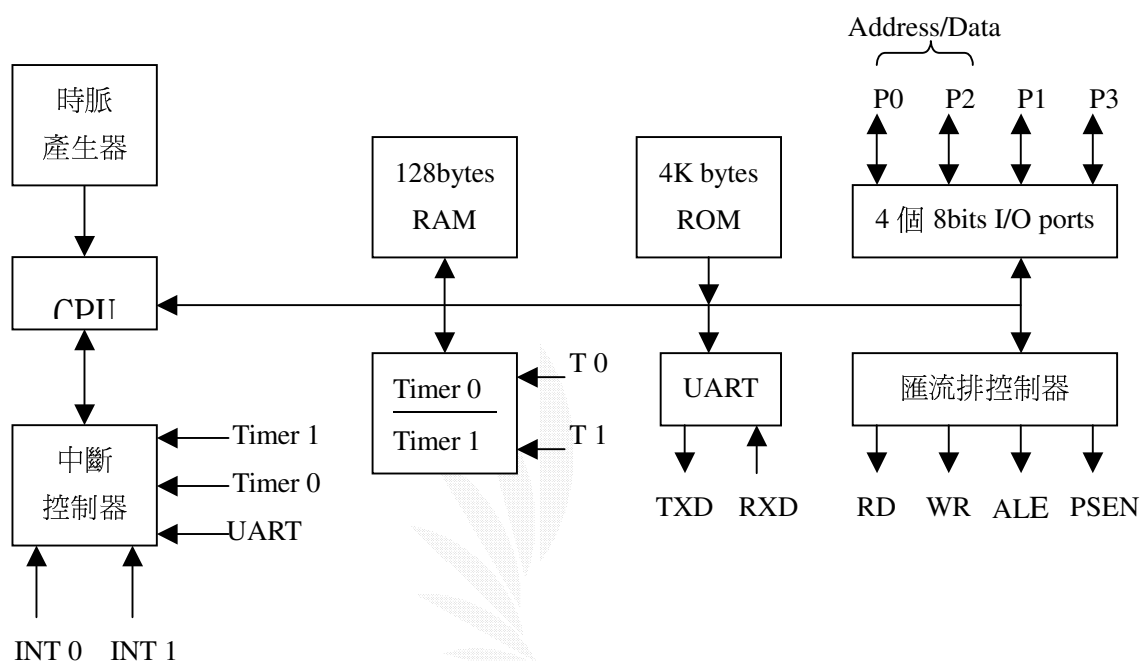 Address/Data
P0 P2 P1 P3
時脈
產生器
128bytes
RAM
4K bytes
ROM
4 個 8bits I/O ports
CPU
Timer 0
Timer 1
T 0
T 1
UART
匯流排控制器
中斷
控制器
Timer 1
Timer 0
UART
TXD RXD
RD WR ALE PSEN
INT 0 INT 1